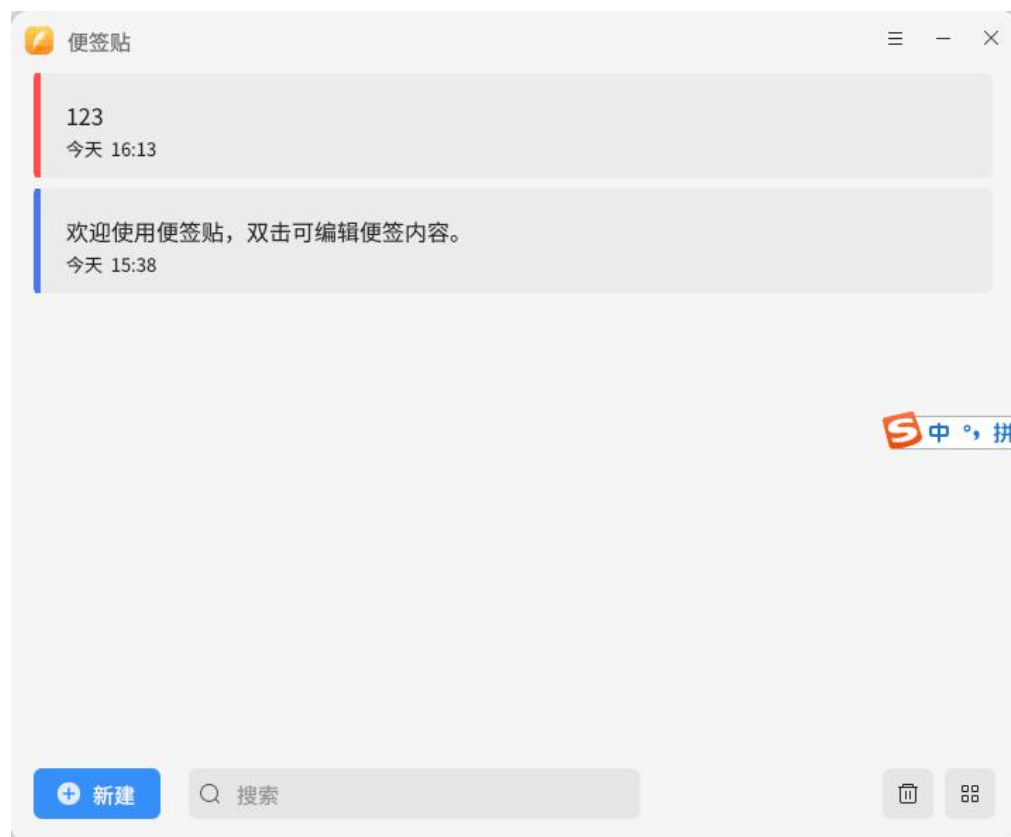 便签贴
123
今天 16:13
欢迎使用便签贴，双击可编辑便签内容。
今天 15:38
中 °， 拼
新建
搜索